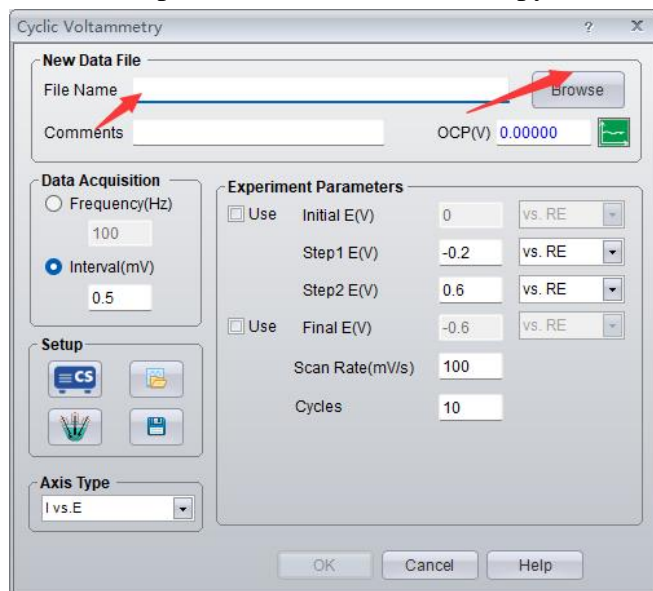 Cyclic Voltammetry ? X
New Data File
File Name Browse
Comments OCP(V) 0.00000
Data Acquisition
Frequency(Hz)
100
Interval(mV)
0.5
Setup
CS
Axis Type
I vs.E
Experiment Parameters
Use Initial E(V) 0 vs. RE
Step1 E(V) -0.2 vs. RE
Step2 E(V) 0.6 vs. RE
Use Final E(V) -0.6 vs. RE
Scan Rate(mV/s) 100
Cycles 10
OK Cancel Help